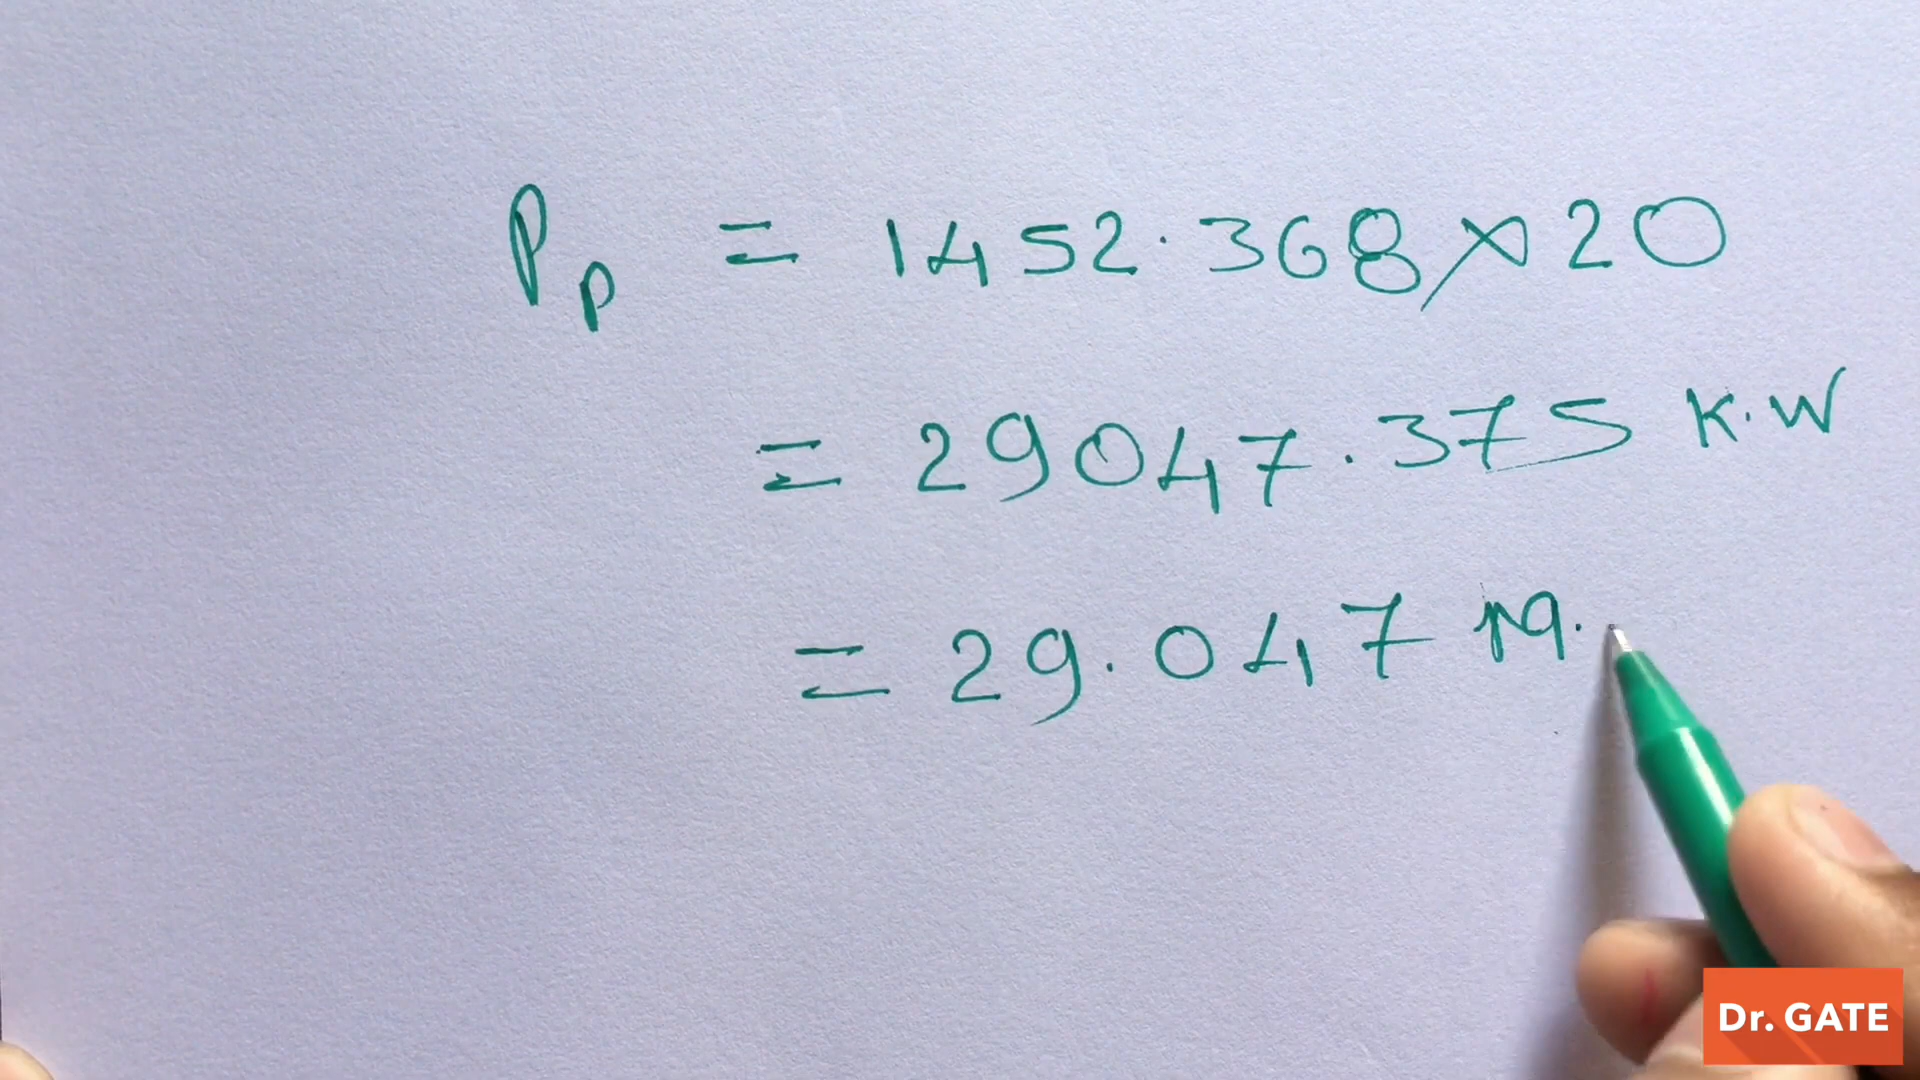 Pp = 1452.368 × 20
= 29047.375 K.W
= 29.047 M.
Dr. GATE